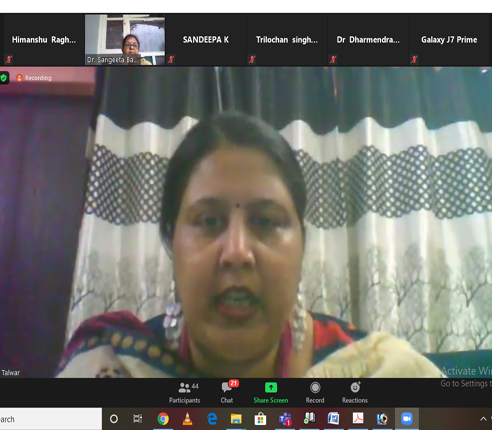 Himanshu Ragh...
SANDEEPA K
Trilochan singh...
Dr Dharmendra...
Galaxy J7 Prime
Dr. Sangeeta Ba...
Recording
Talwar
Activate Wi
Go to Settings t
44
21
Participants
Chat
Share Screen
Record
Reactions
earch